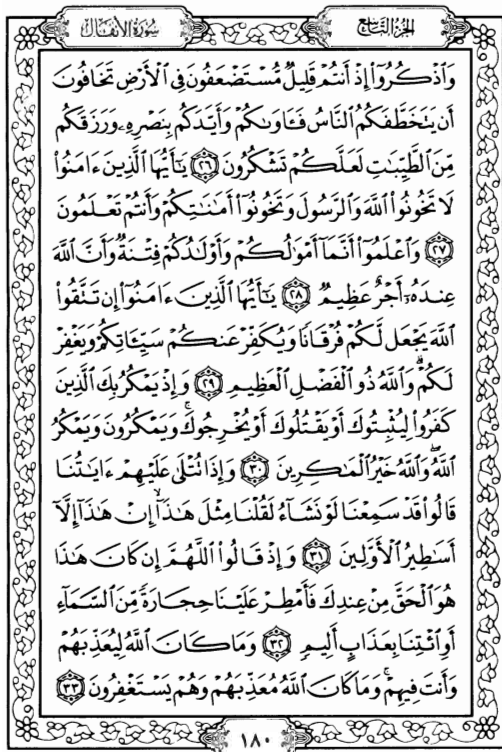 الجزء التاسع
سورة الأنفال
وَٱذْكُرُوٓا۟ إِذْ أَنتُمْ قَلِيلٌ مُّسْتَضْعَفُونَ فِى ٱلْأَرْضِ تَخَافُونَ
أَن يَتَخَطَّفَكُمُ ٱلنَّاسُ فَـَٔاوَىٰكُمْ وَأَيَّدَكُم بِنَصْرِهِۦ وَرَزَقَكُم
مِّنَ ٱلطَّيِّبَـٰتِ لَعَلَّكُمْ تَشْكُرُونَ ٢٦ يَـٰٓأَيُّهَا ٱلَّذِينَ ءَامَنُوا۟
لَا تَخُونُوا۟ ٱللَّهَ وَٱلرَّسُولَ وَتَخُونُوٓا۟ أَمَـٰنَـٰتِكُمْ وَأَنتُمْ تَعْلَمُونَ
٢٧ وَٱعْلَمُوٓا۟ أَنَّمَآ أَمْوَٰلُكُمْ وَأَوْلَـٰدُكُمْ فِتْنَةٌ وَأَنَّ ٱللَّهَ
عِندَهُۥٓ أَجْرٌ عَظِيمٌ ٢٨ يَـٰٓأَيُّهَا ٱلَّذِينَ ءَامَنُوٓا۟ إِن تَتَّقُوا۟
ٱللَّهَ يَجْعَل لَّكُمْ فُرْقَانًا وَيُكَفِّرْ عَنكُمْ سَيِّـَٔاتِكُمْ وَيَغْفِرْ
لَكُمْ ۗ وَٱللَّهُ ذُو ٱلْفَضْلِ ٱلْعَظِيمِ ٢٩ وَإِذْ يَمْكُرُ بِكَ ٱلَّذِينَ
كَفَرُوا۟ لِيُثْبِتُوكَ أَوْ يَقْتُلُوكَ أَوْ يُخْرِجُوكَ ۚ وَيَمْكُرُونَ وَيَمْكُرُ
ٱللَّهُ ۖ وَٱللَّهُ خَيْرُ ٱلْمَـٰكِرِينَ ٣٠ وَإِذَا تُتْلَىٰ عَلَيْهِمْ ءَايَـٰتُنَا
قَالُوا۟ قَدْ سَمِعْنَا لَوْ نَشَآءُ لَقُلْنَا مِثْلَ هَـٰذَآ ۙ إِنْ هَـٰذَآ إِلَّآ
أَسَـٰطِيرُ ٱلْأَوَّلِينَ ٣١ وَإِذْ قَالُوا۟ ٱللَّهُمَّ إِن كَانَ هَـٰذَا
هُوَ ٱلْحَقَّ مِنْ عِندِكَ فَأَمْطِرْ عَلَيْنَا حِجَارَةً مِّنَ ٱلسَّمَآءِ
أَوِ ٱئْتِنَا بِعَذَابٍ أَلِيمٍ ٣٢ وَمَا كَانَ ٱللَّهُ لِيُعَذِّبَهُمْ
وَأَنتَ فِيهِمْ ۚ وَمَا كَانَ ٱللَّهُ مُعَذِّبَهُمْ وَهُمْ يَسْتَغْفِرُونَ ٣٣
١٨٠